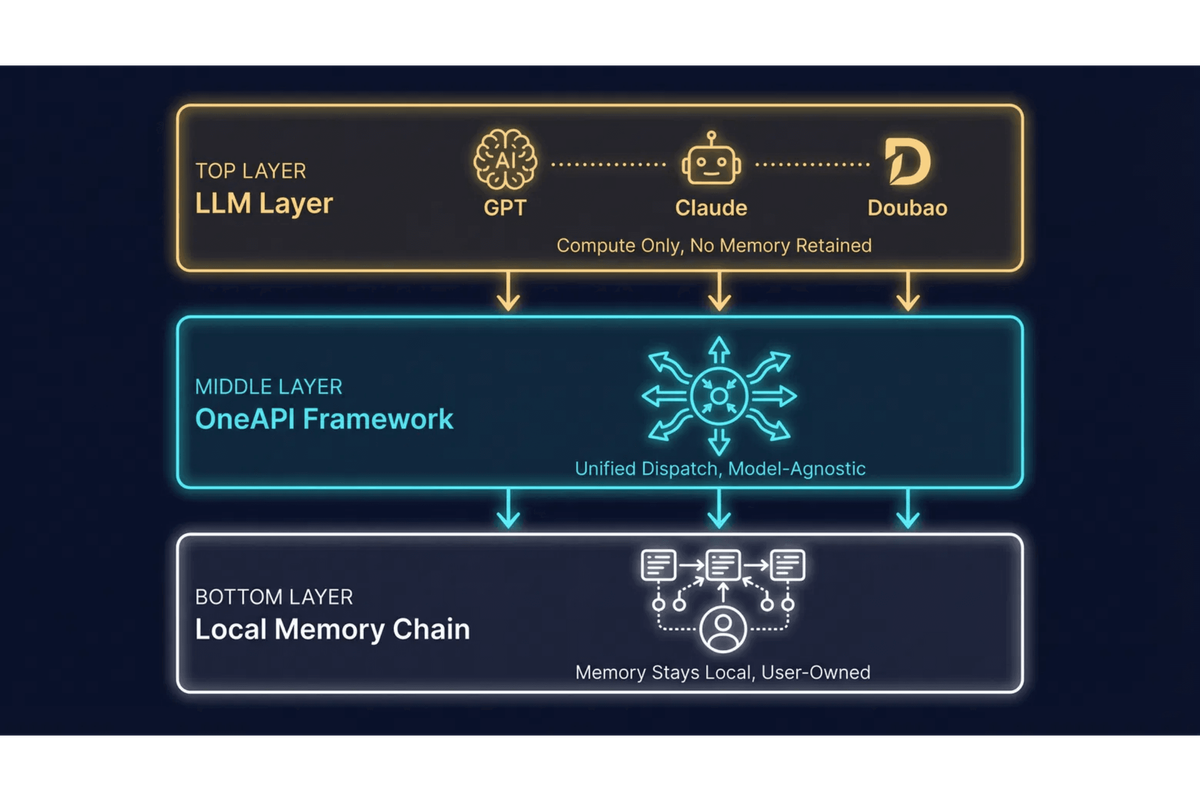 TOP LAYER
LLM Layer
AI
GPT
Claude
Doubao
Compute Only, No Memory Retained
MIDDLE LAYER
OneAPI Framework
Unified Dispatch, Model-Agnostic
BOTTOM LAYER
Local Memory Chain
Memory Stays Local, User-Owned